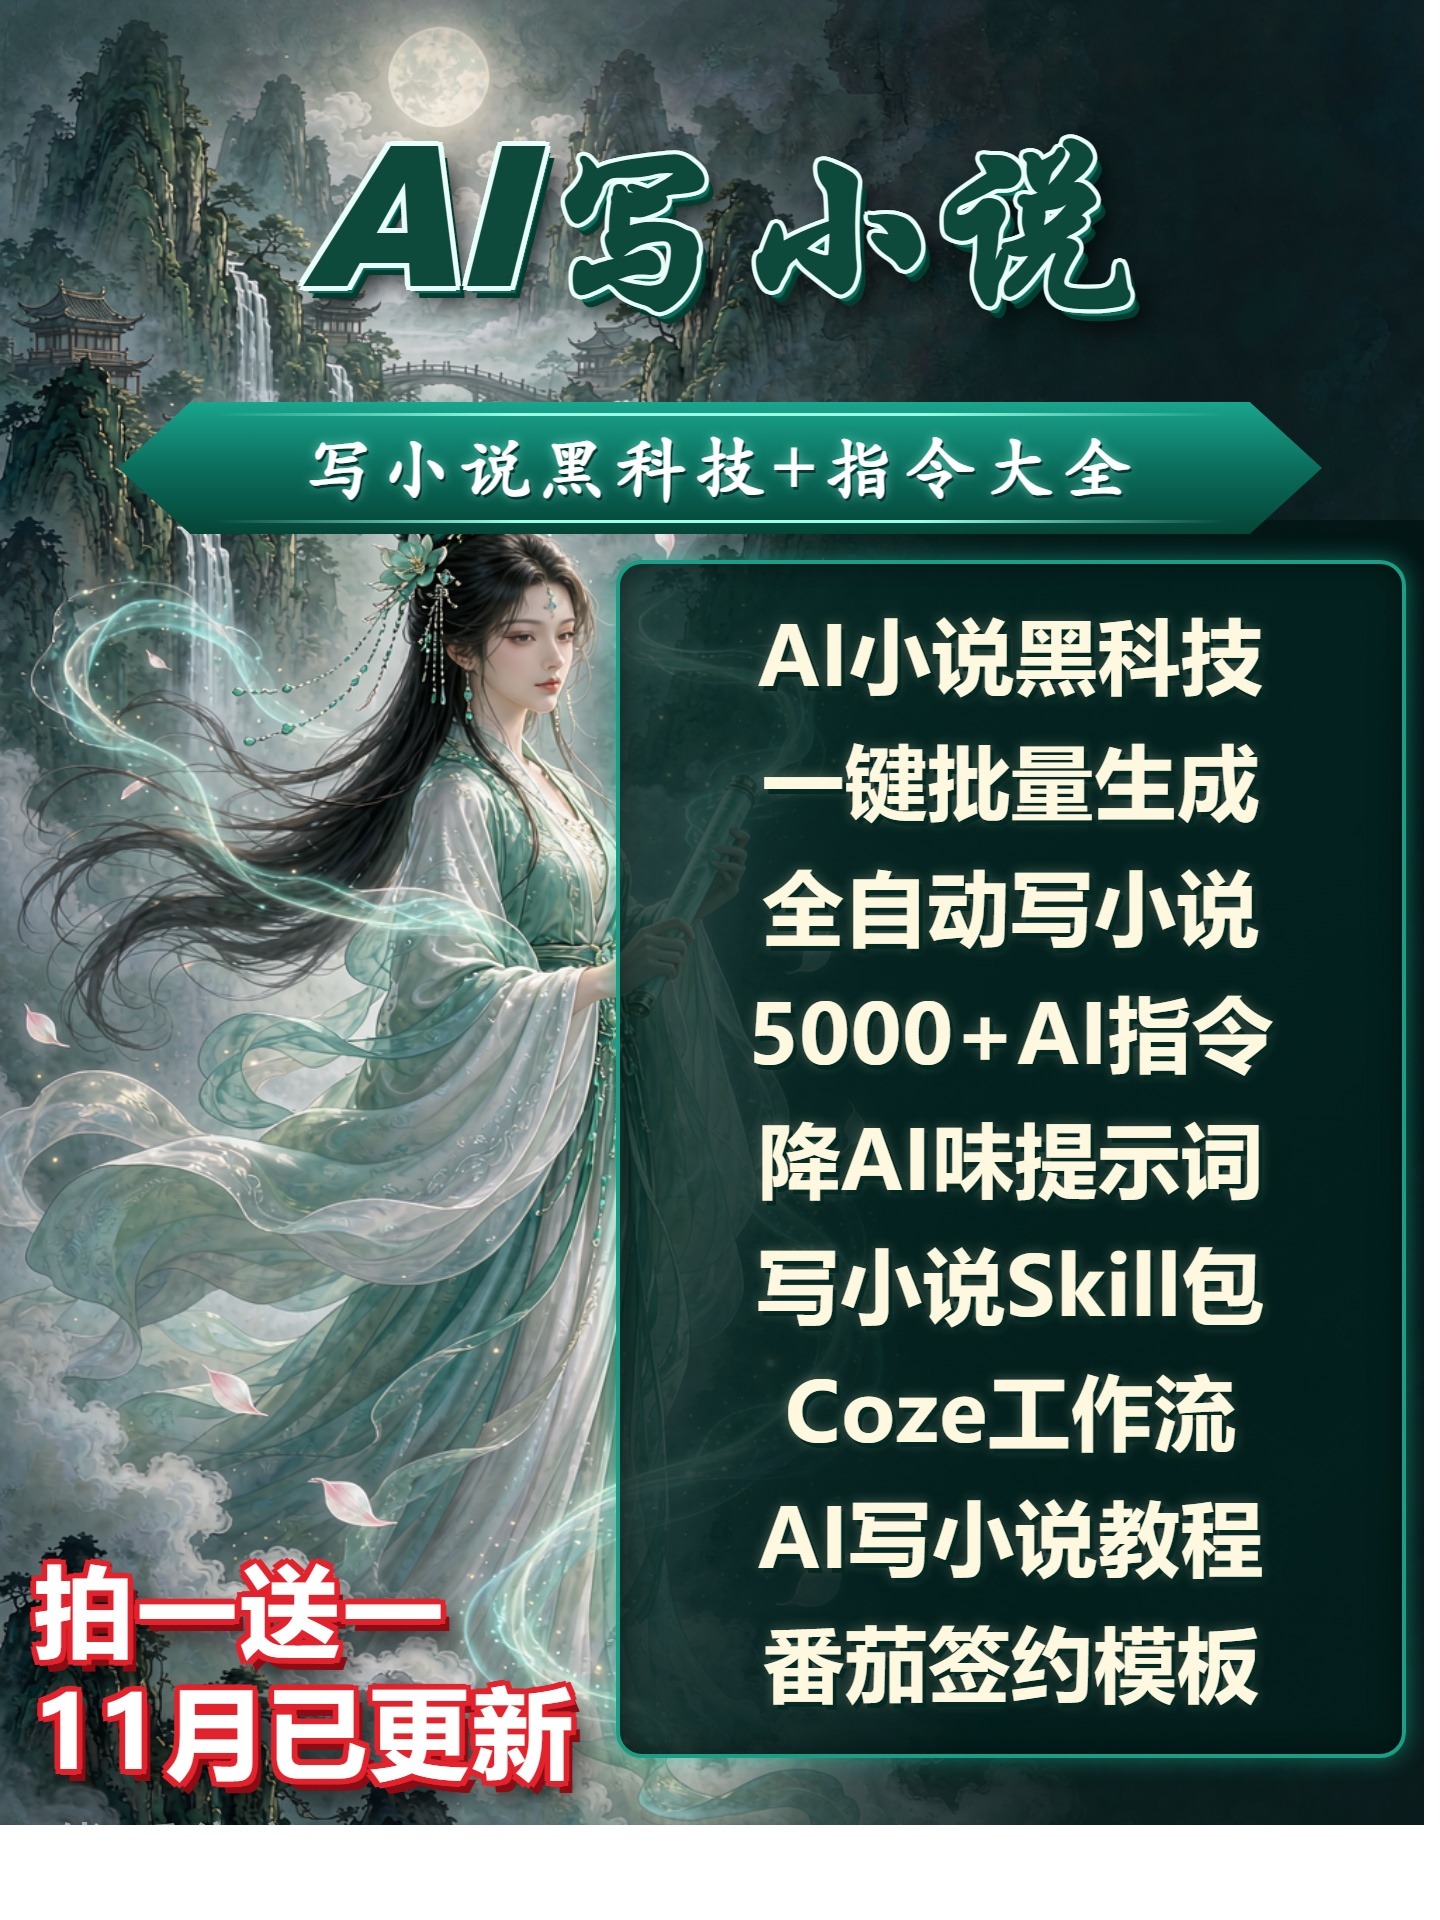 AI写小说
写小说黑科技+指令大全
AI小说黑科技
一键批量生成
全自动写小说
5000+AI指令
降AI味提示词
写小说Skill包
Coze工作流
AI写小说教程
番茄签约模板
拍一送一
11月已更新